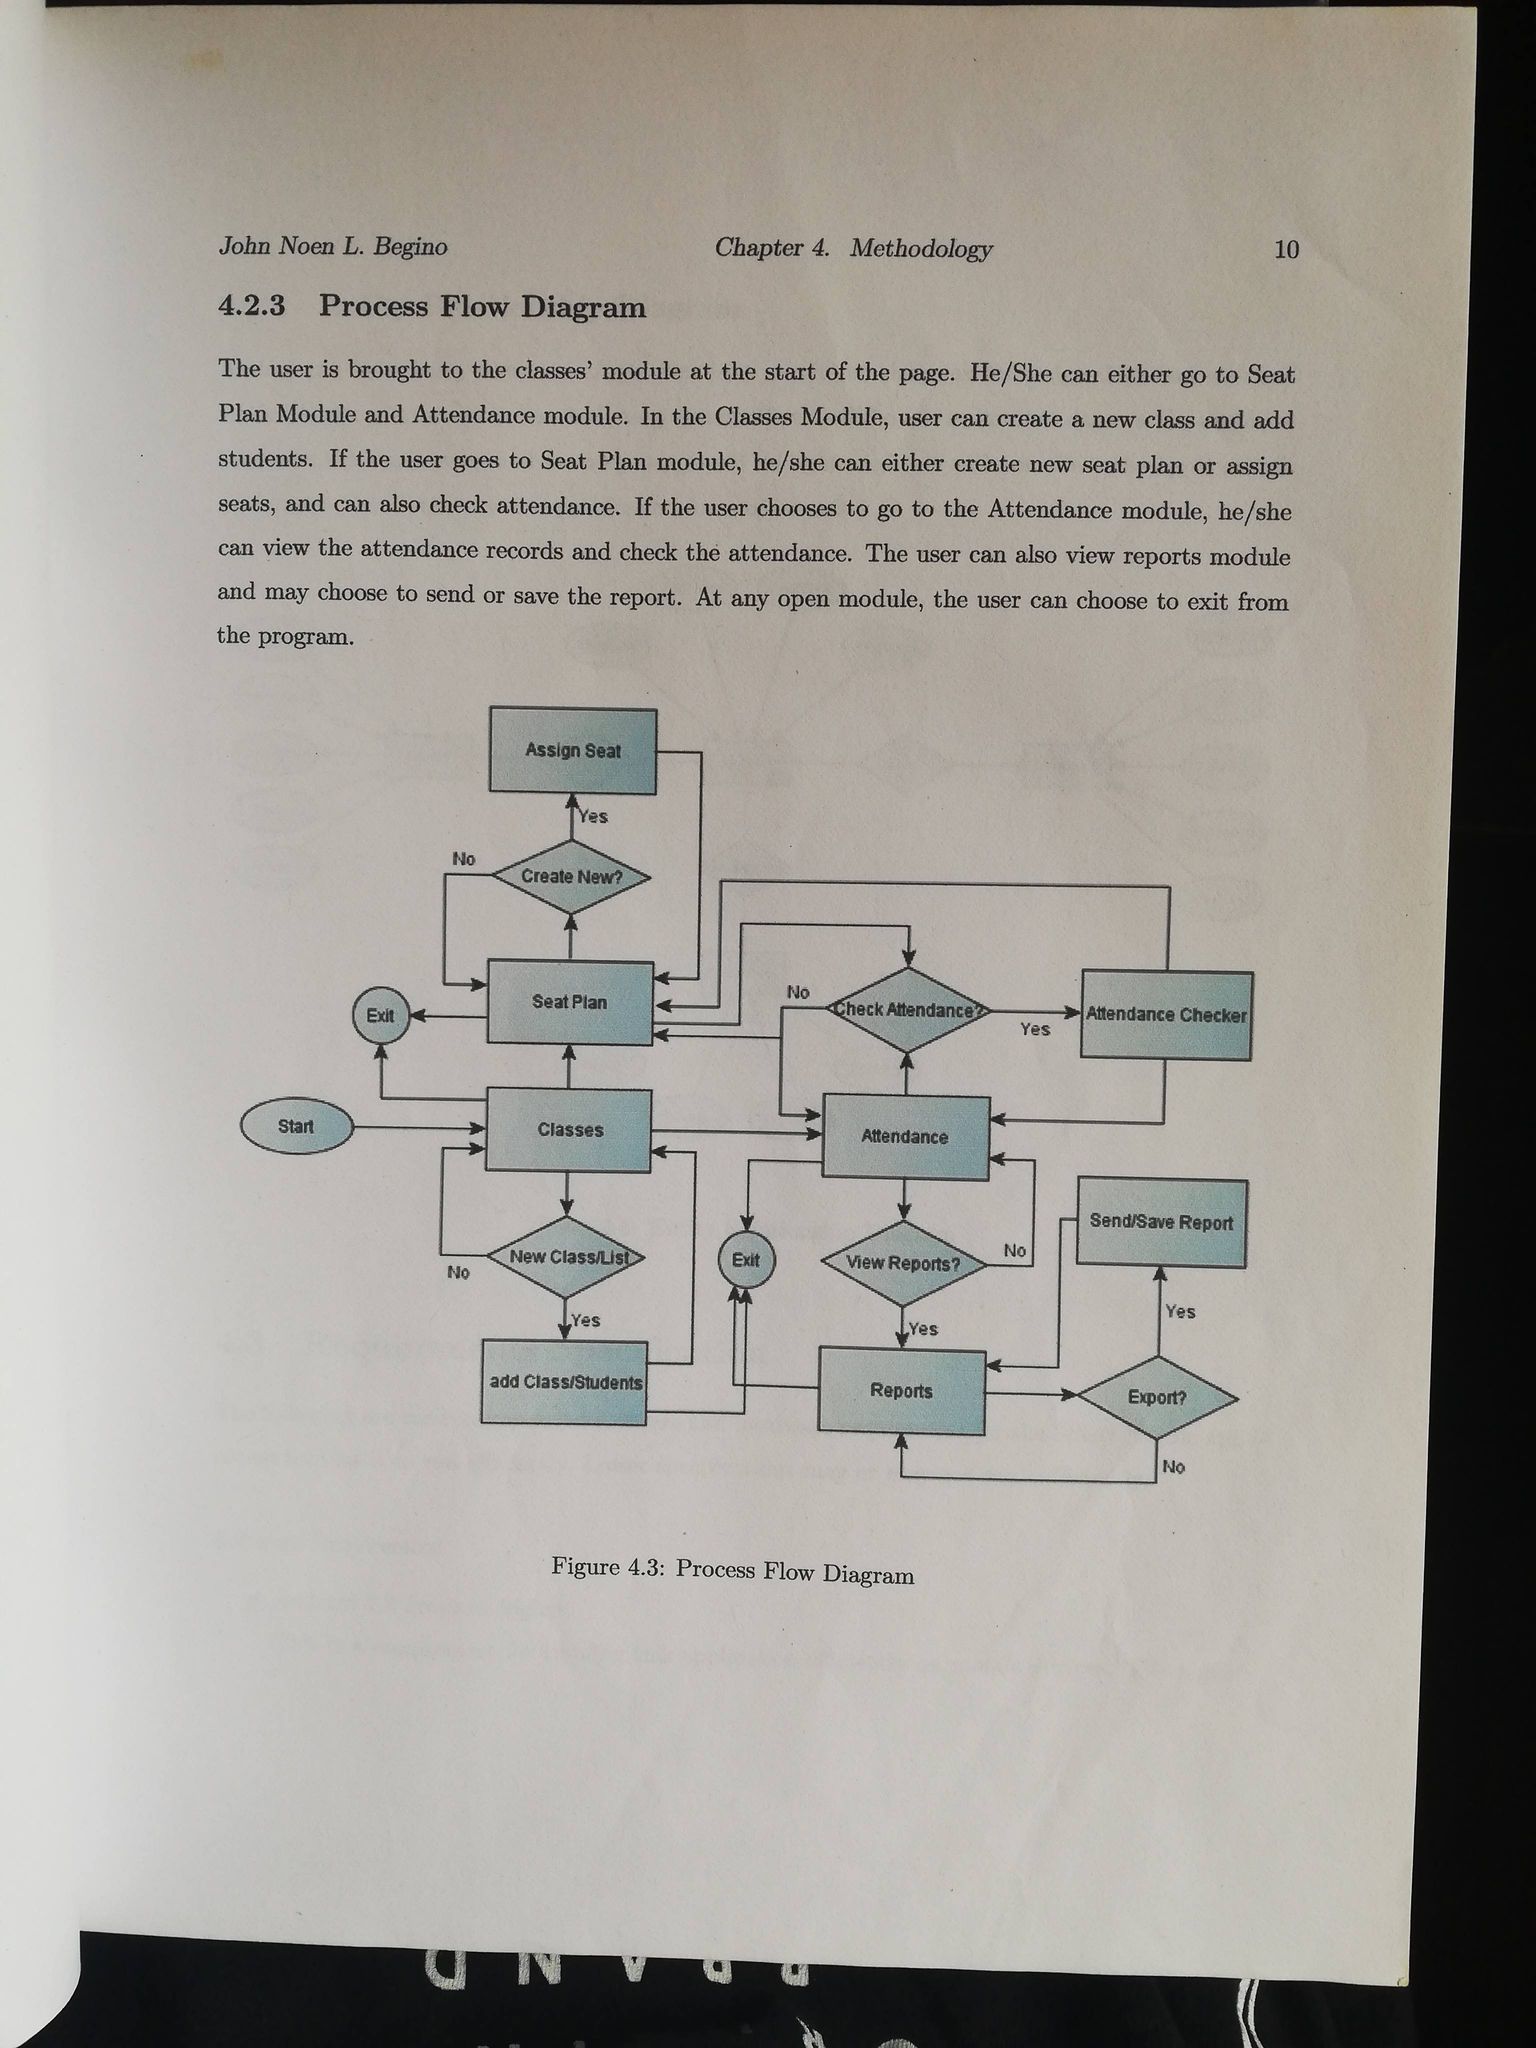 John Noen L. Begino Chapter 4. Methodology 10
4.2.3 Process Flow Diagram
The user is brought to the classes' module at the start of the page. He/She can either go to Seat
Plan Module and Attendance module. In the Classes Module, user can create a new class and add
students. If the user goes to Seat Plan module, he/she can either create new seat plan or assign
seats, and can also check attendance. If the user chooses to go to the Attendance module, he/she
can view the attendance records and check the attendance. The user can also view reports module
and may choose to send or save the report. At any open module, the user can choose to exit from
the program.
Assign Seat
Yes
No
Create New?
Seat Plan
No
Check Attendance?
Yes
Attendance Checker
Exit
Start
Classes
Attendance
Send/Save Report
New Class/List
No
Exit
View Reports?
No
Yes
Yes
Yes
add Class/Students
Reports
Export?
No
Figure 4.3: Process Flow Diagram